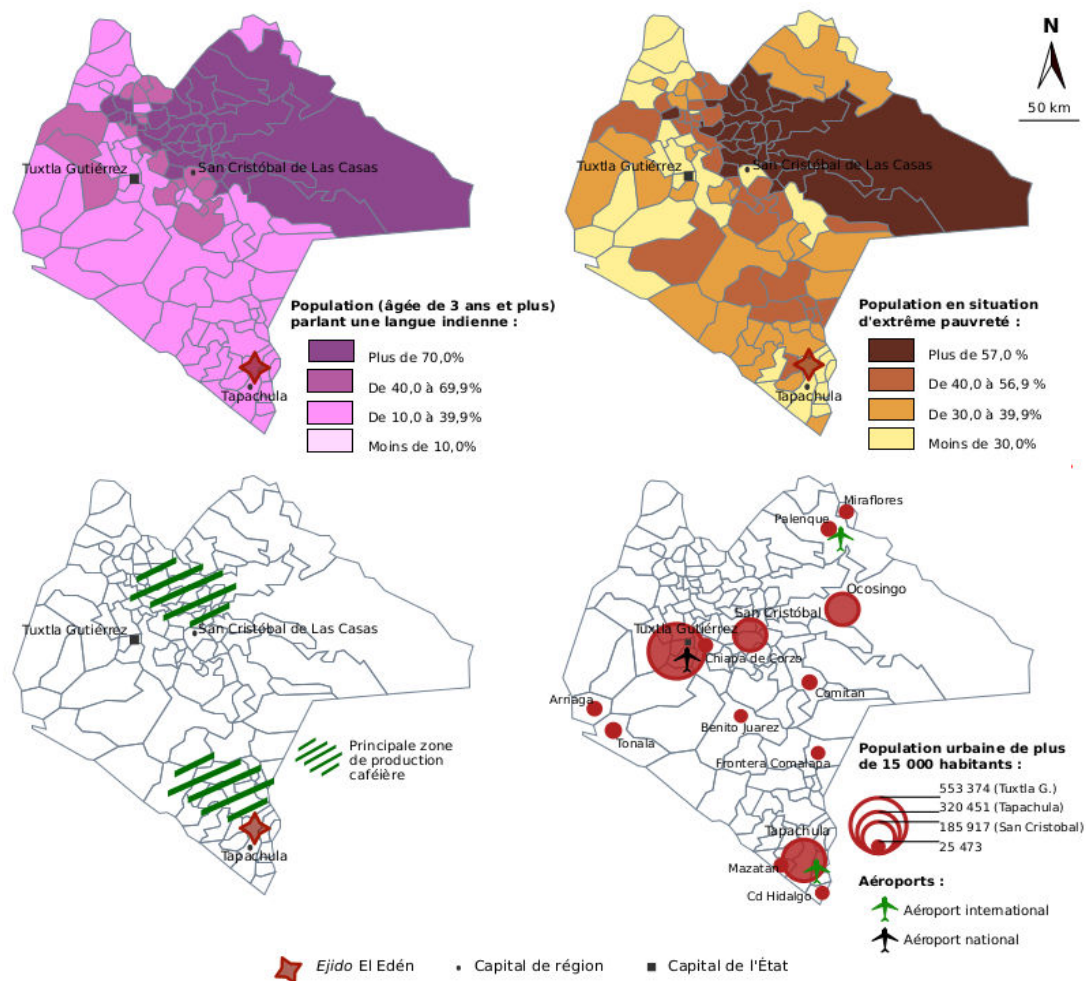 N
50 km
Tuxtla Gutiérrez
San Cristóbal de Las Casas
Tapachula
Population (âgée de 3 ans et plus)
parlant une langue indienne :
Plus de 70,0%
De 40,0 à 69,9%
De 10,0 à 39,9%
Moins de 10,0%
Tuxtla Gutiérrez
San Cristóbal de Las Casas
Tapachula
Population en situation
d'extrême pauvreté :
Plus de 57,0 %
De 40,0 à 56,9 %
De 30,0 à 39,9%
Moins de 30,0%
Tuxtla Gutiérrez
San Cristóbal de Las Casas
Tapachula
Principale zone
de production
caféière
Miraflores
Palenque
Ocosingo
San Cristóbal
Tuxtla Gutiérrez
Chiapa de Corzo
Comitan
Arriaga
Tonala
Benito Juarez
Frontera Comalapa
Tapachula
Mazatan
Cd Hidalgo
Population urbaine de plus
de 15 000 habitants :
553 374 (Tuxtla G.)
320 451 (Tapachula)
185 917 (San Cristobal)
25 473
Aéroports :
Aéroport international
Aéroport national
Ejido El Edén
Capital de région
Capital de l'État